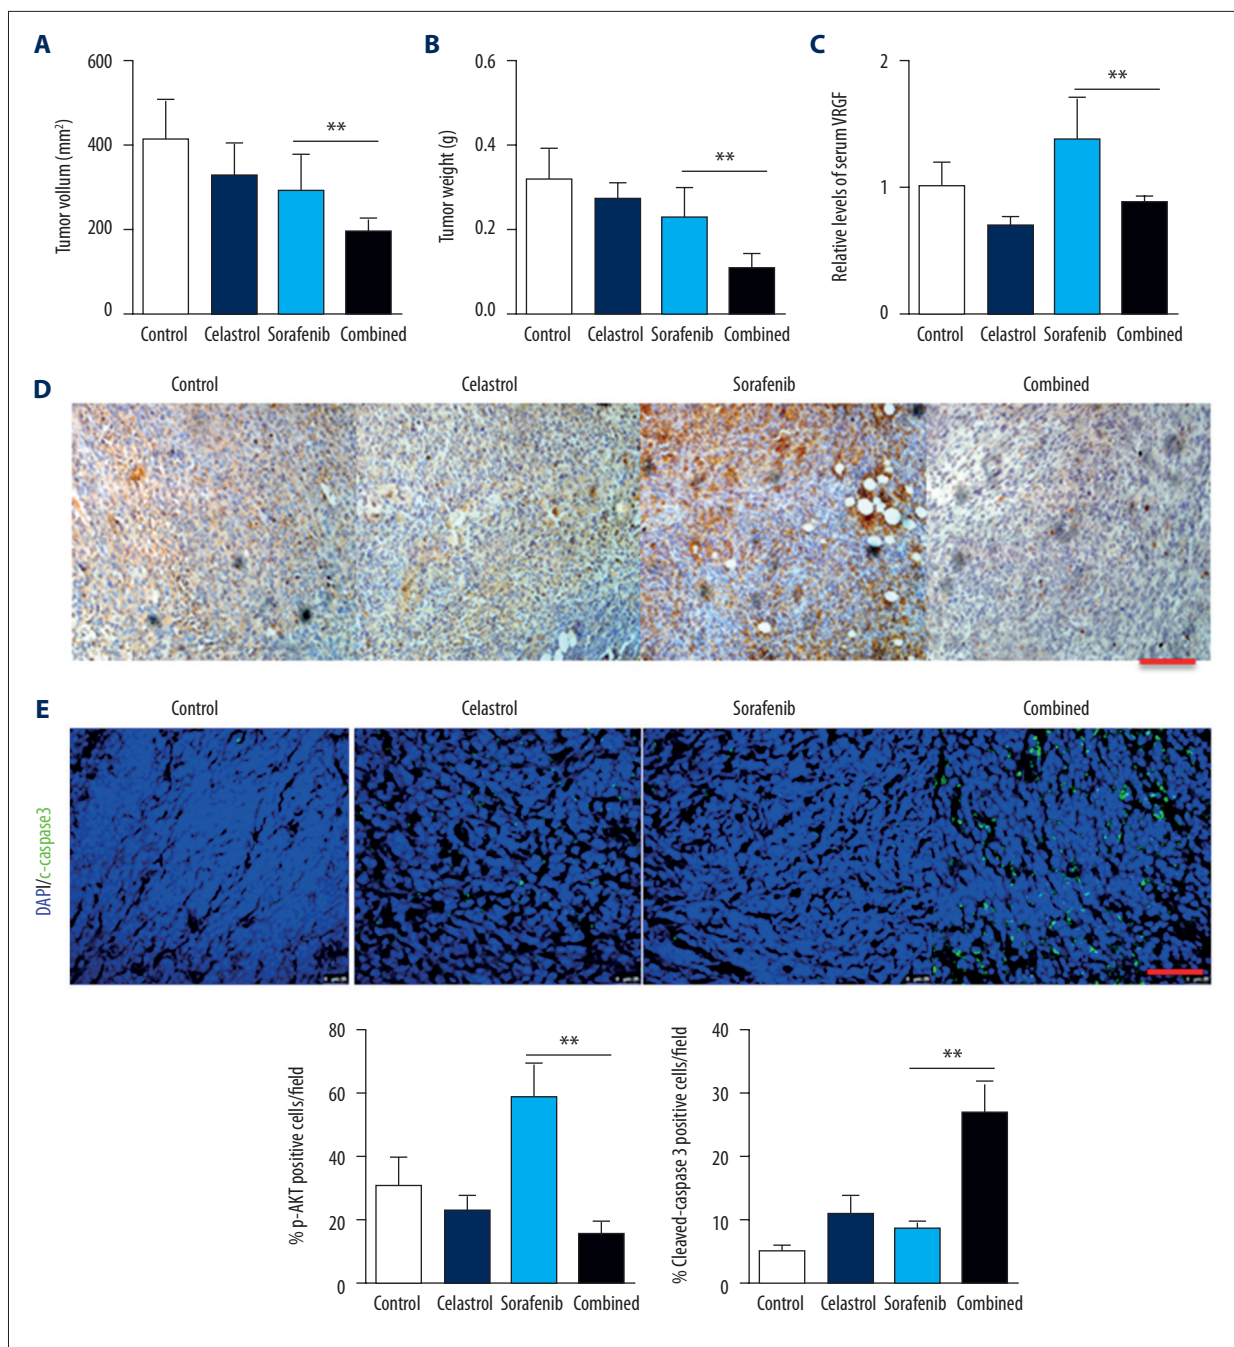 A
Tumor vollum (mm²)
600
400
200
0
**
Control Celastrol Sorafenib Combined
B
Tumor weight (g)
0.6
0.4
0.2
0.0
**
Control Celastrol Sorafenib Combined
C
Relative levels of serum VRGF
2
1
0
**
Control Celastrol Sorafenib Combined
D
Control Celastrol Sorafenib Combined
E
Control Celastrol Sorafenib Combined
DAPI/c-caspase3
% p-AKT positive cells/field
80
60
40
20
0
**
Control Celastrol Sorafenib Combined
% Cleaved-caspase 3 positive cells/field
40
30
20
10
0
**
Control Celastrol Sorafenib Combined